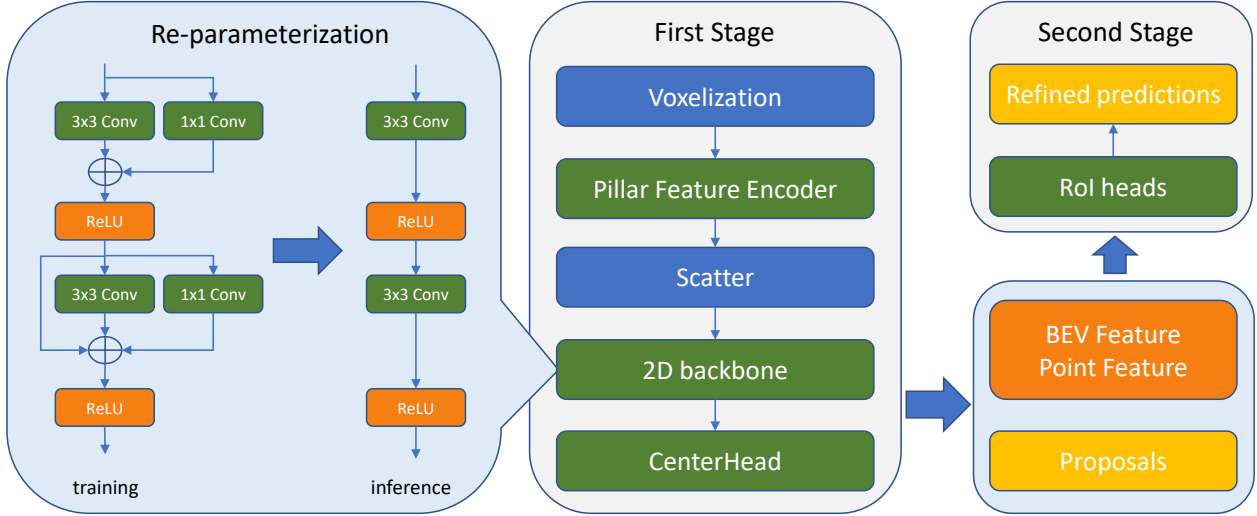 Re-parameterization
3x3 Conv
1x1 Conv
ReLU
3x3 Conv
1x1 Conv
ReLU
training
3x3 Conv
ReLU
3x3 Conv
ReLU
inference
First Stage
Voxelization
Pillar Feature Encoder
Scatter
2D backbone
CenterHead
Second Stage
Refined predictions
RoI heads
BEV Feature
Point Feature
Proposals